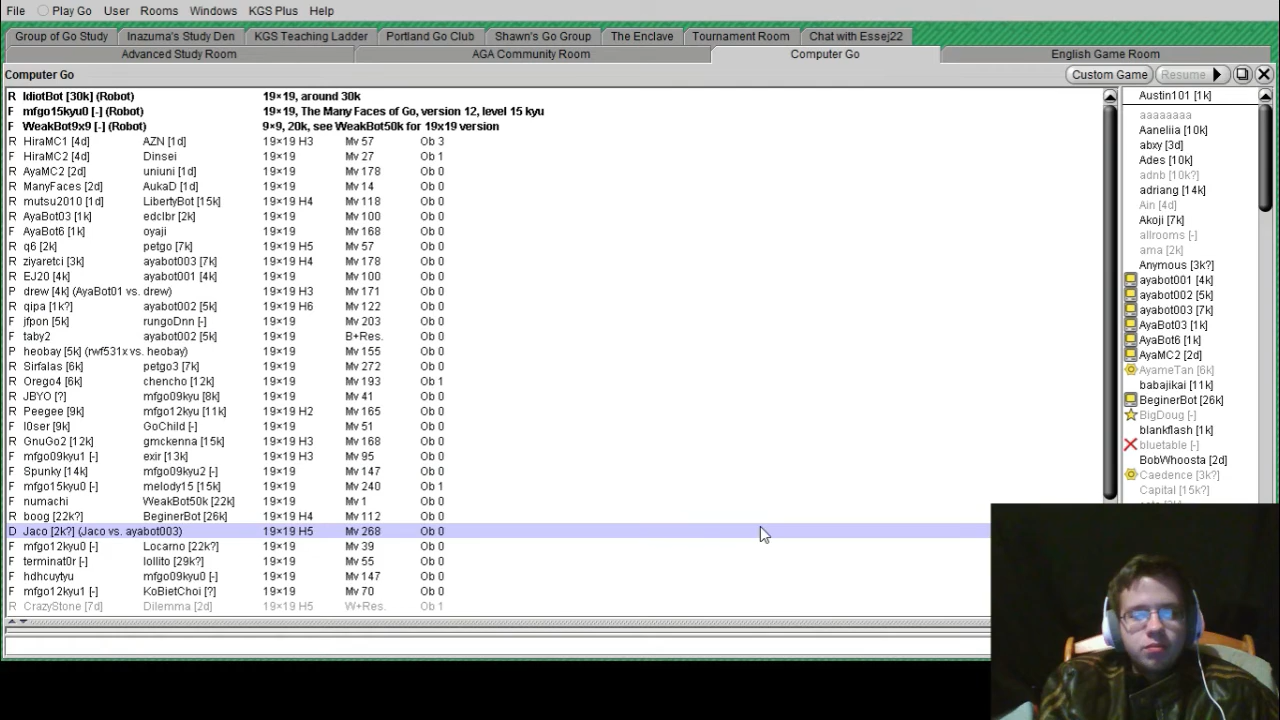 File Play Go User Rooms Windows KGS Plus Help
Group of Go Study Inazuma's Study Den KGS Teaching Ladder Portland Go Club Shawn's Go Group The Enclave Tournament Room Chat with Essej22
Advanced Study Room AGA Community Room Computer Go English Game Room
Computer Go Custom Game Resume
R IdiotBot [30k] (Robot) 19×19, around 30k
F mfgo15kyu0 [-] (Robot) 19×19, The Many Faces of Go, version 12, level 15 kyu
F WeakBot9x9 [-] (Robot) 9×9, 20k, see WeakBot50k for 19x19 version
R HiraMC1 [4d] AZN [1d] 19×19 H3 Mv 57 Ob 3
F HiraMC2 [4d] Dinsei 19×19 Mv 27 Ob 1
R AyaMC2 [2d] uniuni [1d] 19×19 Mv 178 Ob 0
R ManyFaces [2d] AukaD [1d] 19×19 Mv 14 Ob 0
R mutsu2010 [1d] LibertyBot [15k] 19×19 H4 Mv 118 Ob 0
R AyaBot03 [1k] edclbr [2k] 19×19 Mv 100 Ob 0
F AyaBot6 [1k] oyaji 19×19 Mv 168 Ob 0
R q6 [2k] petgo [7k] 19×19 H5 Mv 57 Ob 0
R ziyaretci [3k] ayabot003 [7k] 19×19 H4 Mv 178 Ob 0
R EJ20 [4k] ayabot001 [4k] 19×19 Mv 100 Ob 0
P drew [4k] (AyaBot01 vs. drew) 19×19 H3 Mv 171 Ob 0
R qipa [1k?] ayabot002 [5k] 19×19 H6 Mv 122 Ob 0
F jfpon [5k] rungoDnn [-] 19×19 Mv 203 Ob 0
F taby2 ayabot002 [5k] 19×19 B+Res. Ob 0
P heobay [5k] (rwf531x vs. heobay) 19×19 Mv 155 Ob 0
R Sirfalas [6k] petgo3 [7k] 19×19 Mv 272 Ob 0
R Orego4 [6k] chencho [12k] 19×19 Mv 193 Ob 1
R JBYO [?] mfgo09kyu [8k] 19×19 Mv 41 Ob 0
R Peegee [9k] mfgo12kyu [11k] 19×19 H2 Mv 165 Ob 0
F l0ser [9k] GoChild [-] 19×19 Mv 51 Ob 0
R GnuGo2 [12k] gmckenna [15k] 19×19 H3 Mv 168 Ob 0
F mfgo09kyu1 [-] exir [13k] 19×19 H3 Mv 95 Ob 0
F Spunky [14k] mfgo09kyu2 [-] 19×19 Mv 147 Ob 0
F mfgo15kyu [-] melody15 [15k] 19×19 Mv 240 Ob 1
F numachi WeakBot50k [22k] 19×19 Mv 1 Ob 0
R boog [22k?] BeginerBot [26k] 19×19 H4 Mv 112 Ob 0
D Jaco [2k?] (Jaco vs. ayabot003) 19×19 H5 Mv 268 Ob 0
F mfgo12kyu0 [-] Locarno [22k?] 19×19 Mv 39 Ob 0
F terminat0r [-] lollito [29k?] 19×19 Mv 55 Ob 0
F hdhcuytyu mfgo09kyu0 [-] 19×19 Mv 147 Ob 0
F mfgo12kyu1 [-] KoBietChoi [?] 19×19 Mv 70 Ob 0
R CrazyStone [7d] Dilemma [2d] 19×19 H5 W+Res. Ob 1
Austin101 [1k]
aaaaaaaa
Aaneliia [10k]
abxy [3d]
Ades [10k]
adnb [10k?]
adriang [14k]
Ain [4d]
Akoji [7k]
allrooms [-]
ama [2k]
Anymous [3k?]
ayabot001 [4k]
ayabot002 [5k]
ayabot003 [7k]
AyaBot03 [1k]
AyaBot6 [1k]
AyaMC2 [2d]
AyameTan [6k]
babajikai [11k]
BeginerBot [26k]
BigDoug [-]
blankflash [1k]
bluetable [-]
BobWhoosta [2d]
Caedence [3k?]
Capital [15k?]